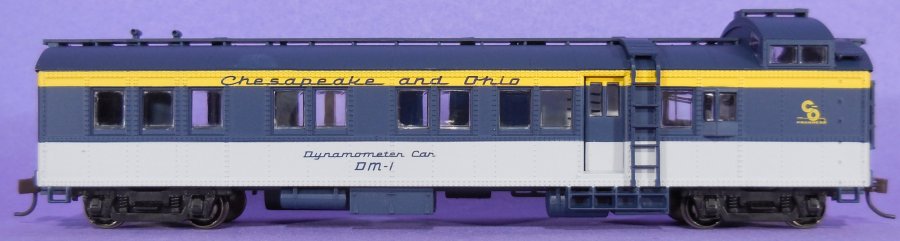 Chesapeake and Ohio
Dynamometer Car
DM-1
C&O